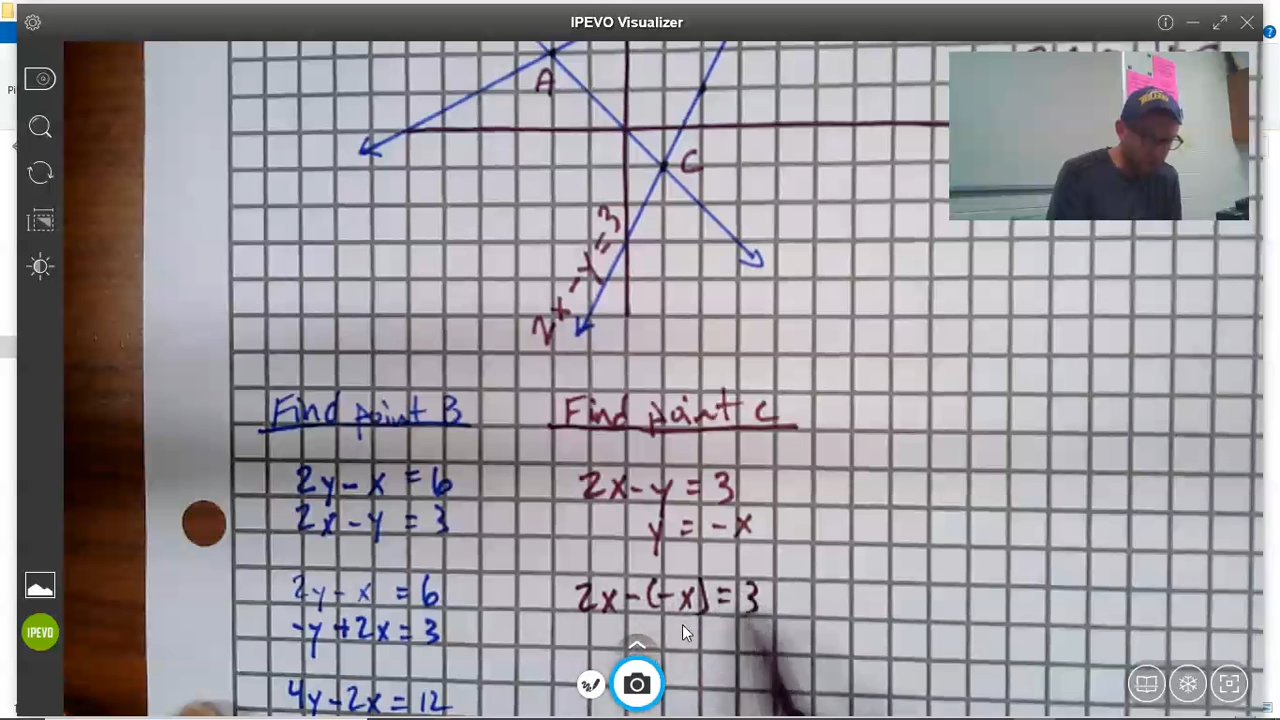 IPEVO Visualizer
A
C
2x-y=3
Find point B
2y-x=6
2x-y=3
2y-x=6
-y+2x=3
4y-2x=12
Find point C
2x-y=3
y=-x
2x-(-x)=3
IPEVO